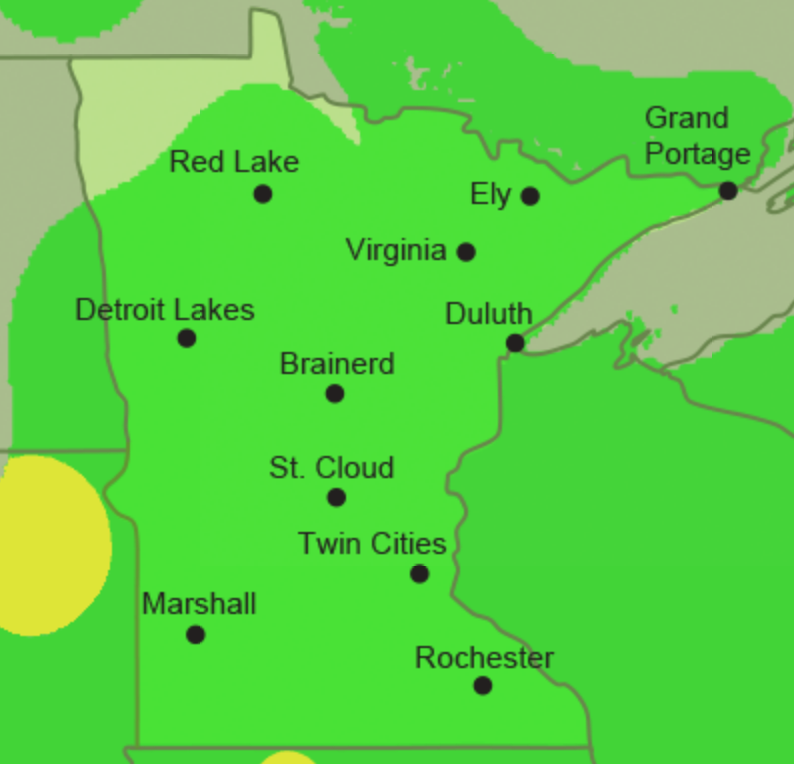 Grand
Portage
Red Lake
Ely
Virginia
Detroit Lakes
Duluth
Brainerd
St. Cloud
Twin Cities
Marshall
Rochester